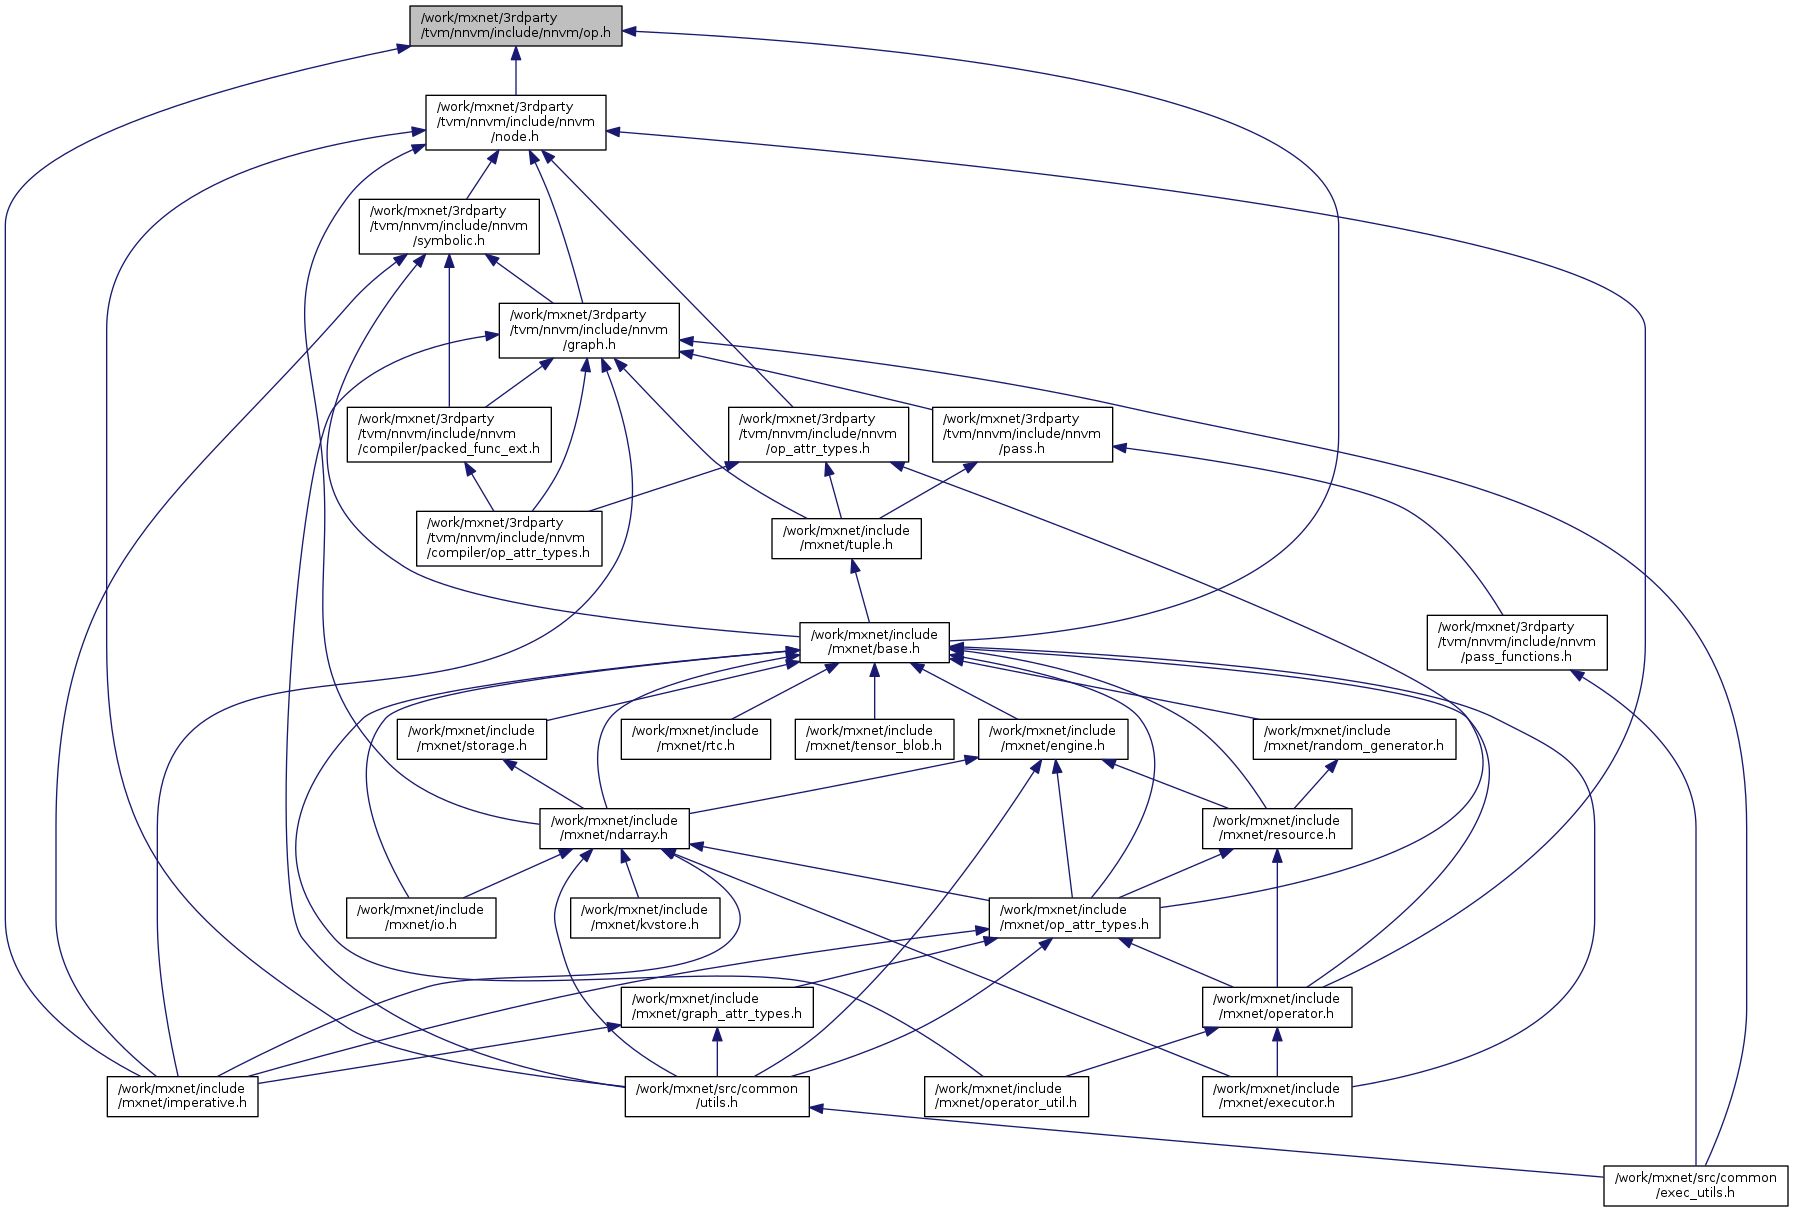 /work/mxnet/3rdparty
/tvm/nnvm/include/nnvm/op.h
/work/mxnet/3rdparty
/tvm/nnvm/include/nnvm
/node.h
/work/mxnet/3rdparty
/tvm/nnvm/include/nnvm
/symbolic.h
/work/mxnet/3rdparty
/tvm/nnvm/include/nnvm
/graph.h
/work/mxnet/3rdparty
/tvm/nnvm/include/nnvm
/compiler/packed_func_ext.h
/work/mxnet/3rdparty
/tvm/nnvm/include/nnvm
/op_attr_types.h
/work/mxnet/3rdparty
/tvm/nnvm/include/nnvm
/pass.h
/work/mxnet/3rdparty
/tvm/nnvm/include/nnvm
/compiler/op_attr_types.h
/work/mxnet/include
/mxnet/tuple.h
/work/mxnet/include
/mxnet/base.h
/work/mxnet/3rdparty
/tvm/nnvm/include/nnvm
/pass_functions.h
/work/mxnet/include
/mxnet/storage.h
/work/mxnet/include
/mxnet/rtc.h
/work/mxnet/include
/mxnet/tensor_blob.h
/work/mxnet/include
/mxnet/engine.h
/work/mxnet/include
/mxnet/random_generator.h
/work/mxnet/include
/mxnet/ndarray.h
/work/mxnet/include
/mxnet/resource.h
/work/mxnet/include
/mxnet/io.h
/work/mxnet/include
/mxnet/kvstore.h
/work/mxnet/include
/mxnet/op_attr_types.h
/work/mxnet/include
/mxnet/graph_attr_types.h
/work/mxnet/include
/mxnet/operator.h
/work/mxnet/include
/mxnet/imperative.h
/work/mxnet/src/common
/utils.h
/work/mxnet/include
/mxnet/operator_util.h
/work/mxnet/include
/mxnet/executor.h
/work/mxnet/src/common
/exec_utils.h